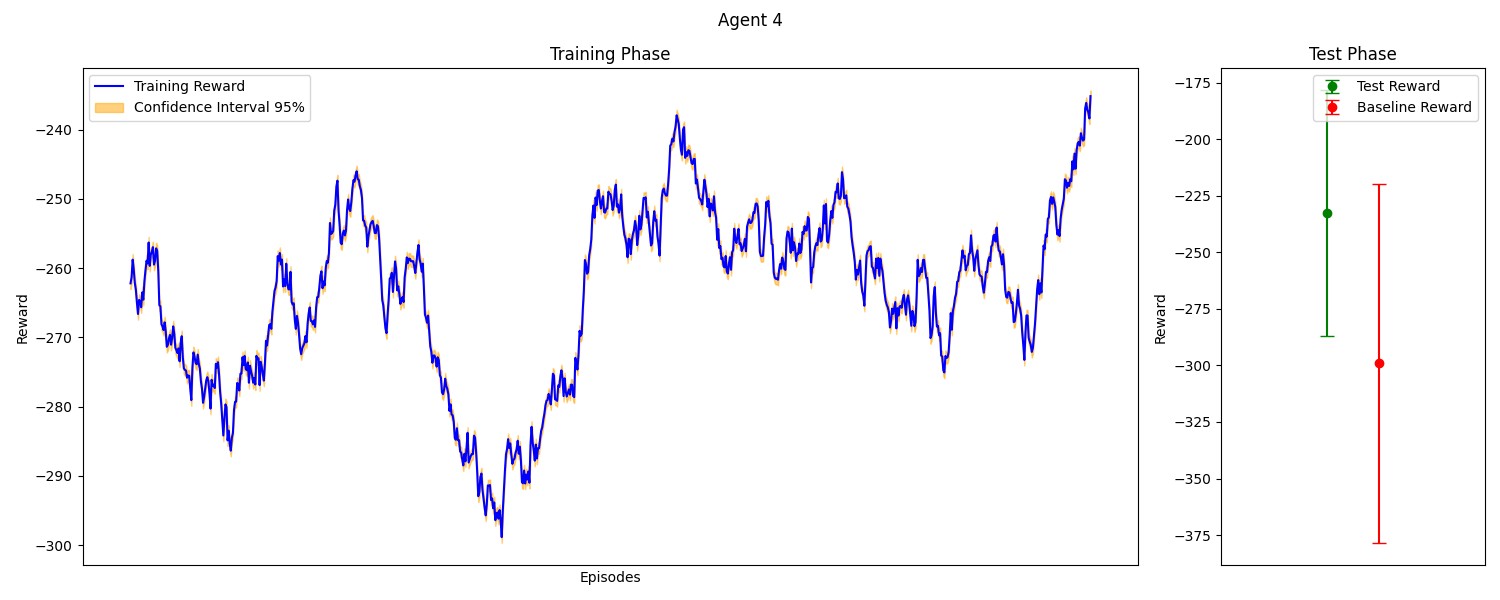 Agent 4
Training Phase
Training Reward
Confidence Interval 95%
−240
−250
−260
−270
−280
−290
−300
Reward
Episodes
Test Phase
Test Reward
Baseline Reward
−175
−200
−225
−250
−275
−300
−325
−350
−375
Reward